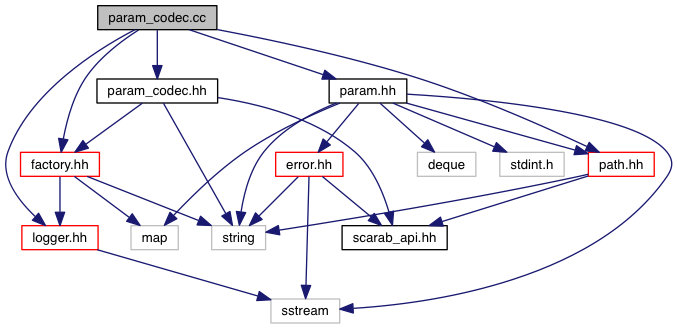 param_codec.cc
param_codec.hh
param.hh
factory.hh
error.hh
deque
stdint.h
path.hh
logger.hh
map
string
scarab_api.hh
sstream